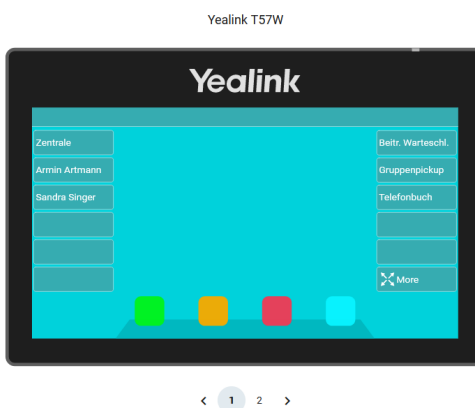 Yealink T57W
Yealink
Zentrale
Armin Artmann
Sandra Singer
Beitr. Warteschl.
Gruppenpickup
Telefonbuch
More
1 2